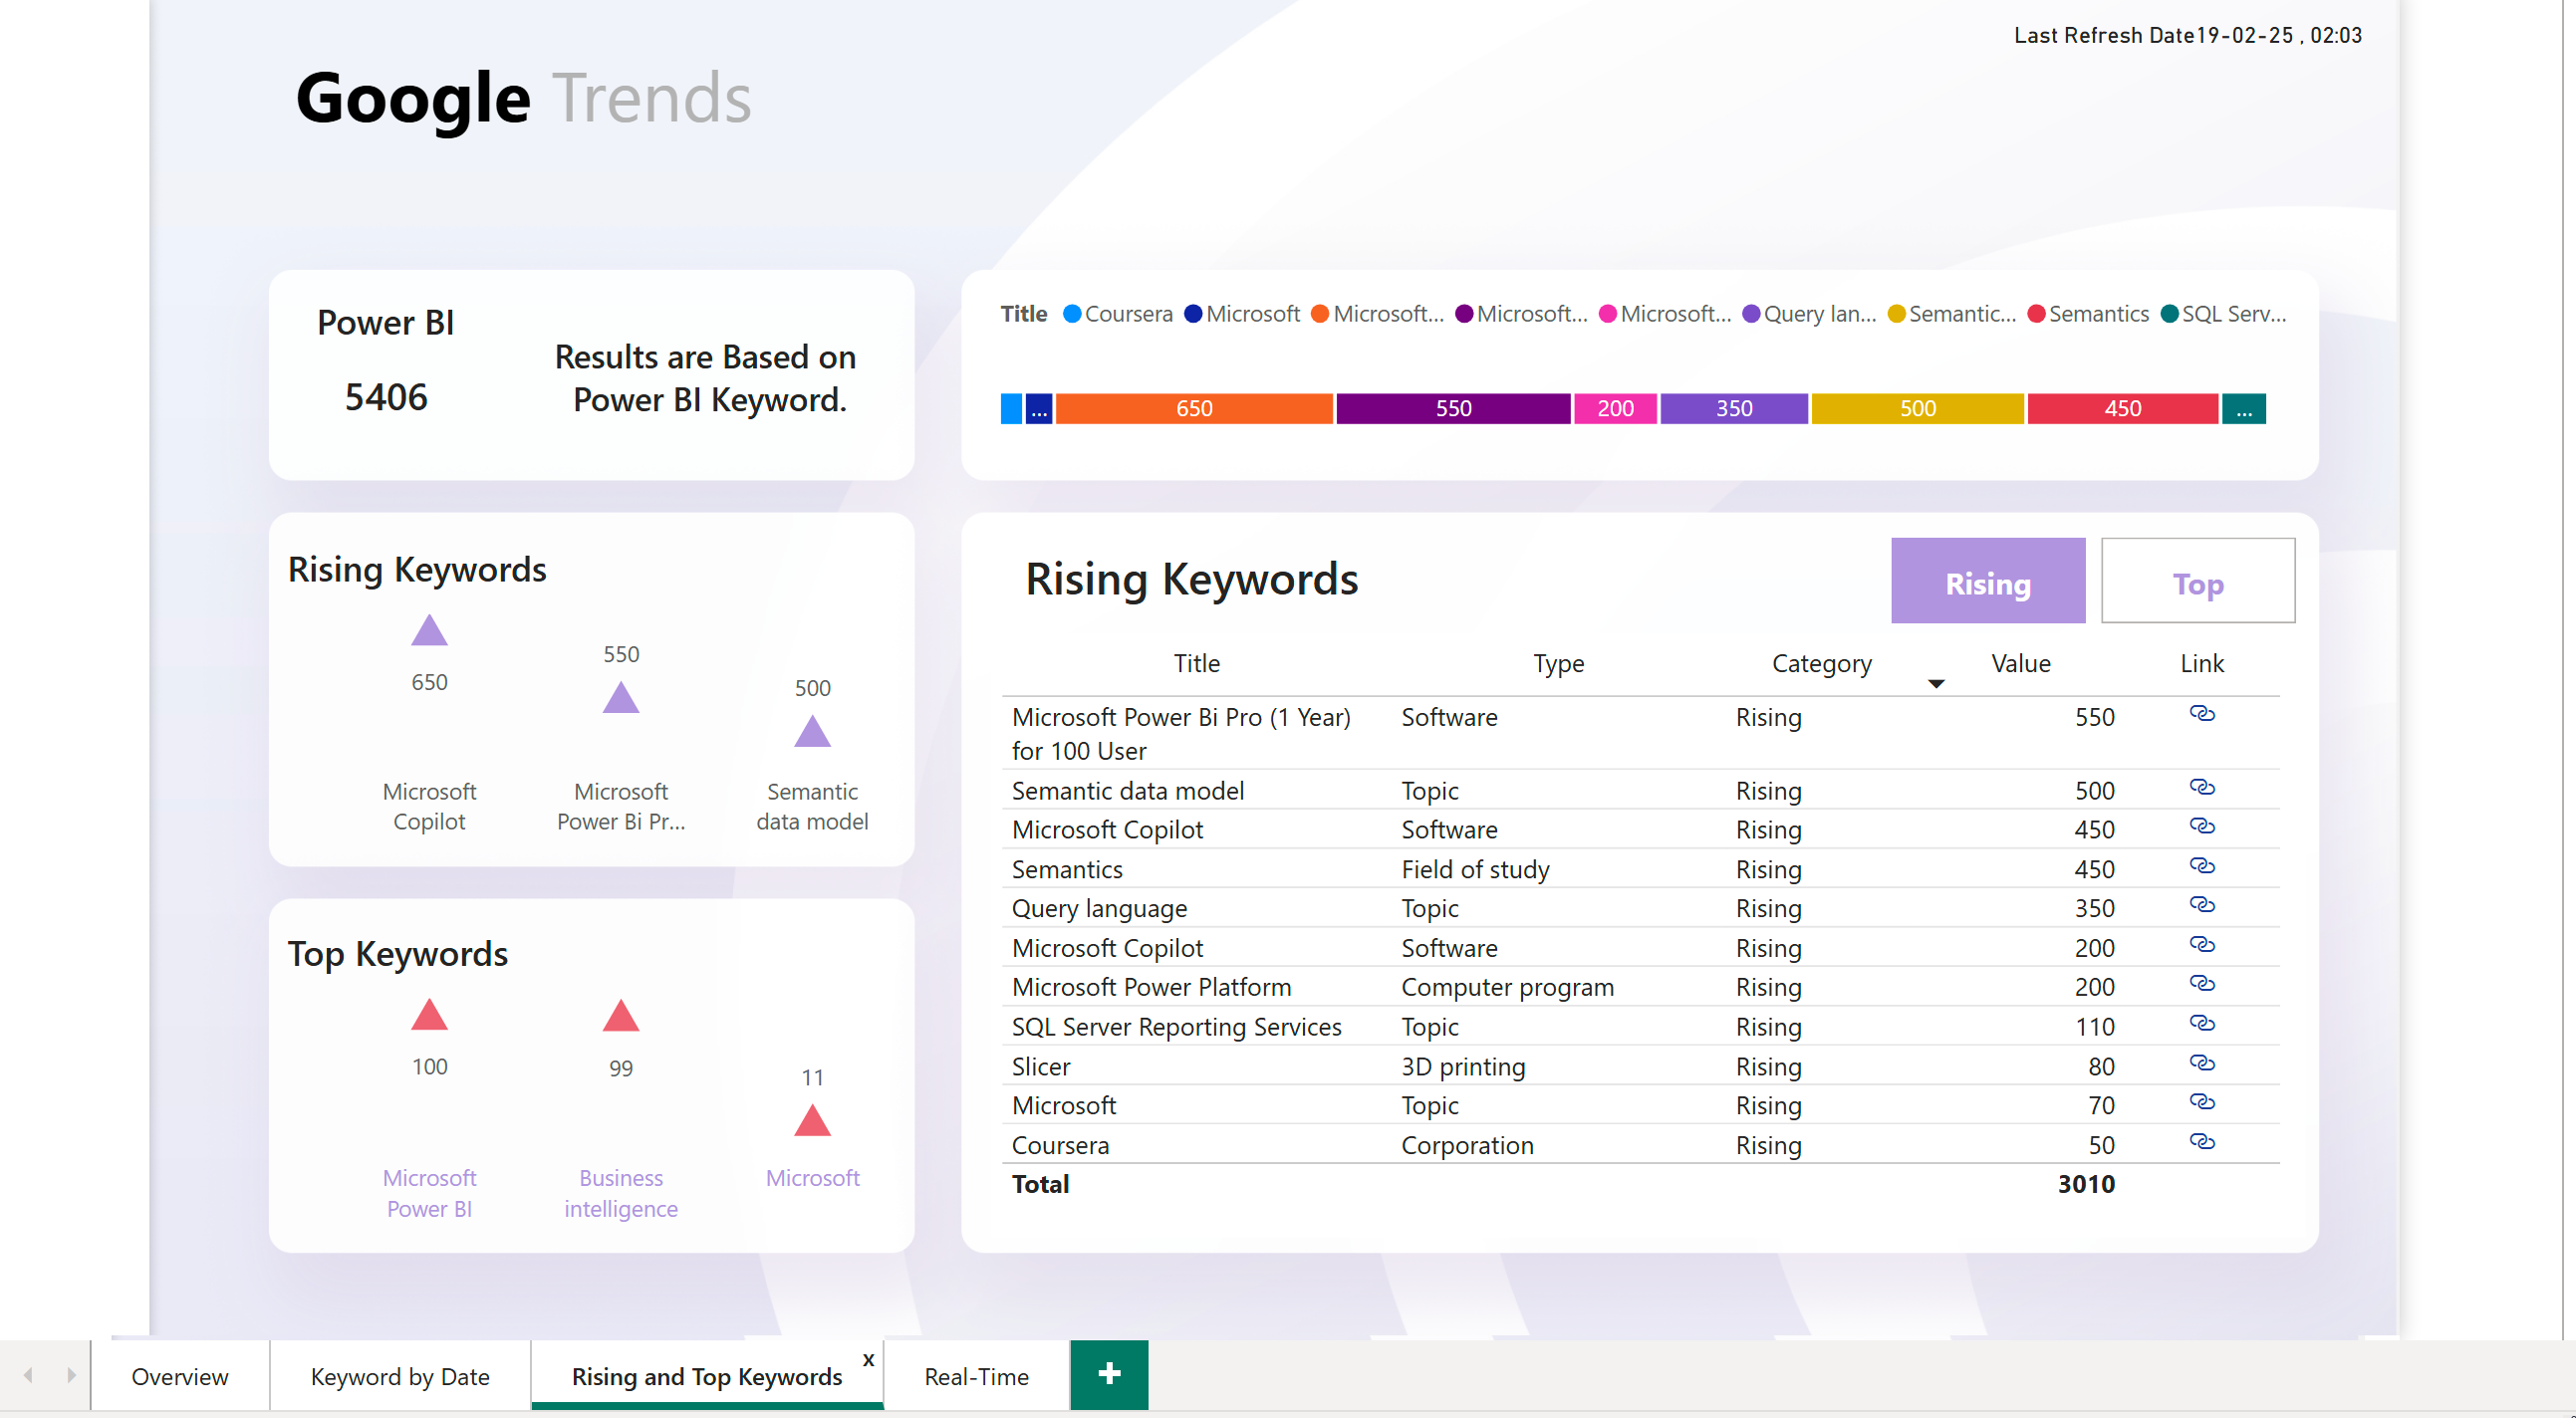 Last Refresh Date19-02-25 , 02:03
Google Trends
Power BI
5406
Results are Based on
Power BI Keyword.
Title Coursera Microsoft Microsoft... Microsoft... Microsoft... Query lan... Semantic... Semantics SQL Serv...
... 650 550 200 350 500 450 ...
Rising Keywords
650
550
500
Microsoft
Copilot
Microsoft
Power Bi Pr...
Semantic
data model
Top Keywords
100
99
11
Microsoft
Power BI
Business
intelligence
Microsoft
Rising Keywords
Rising
Top
Title Type Category Value Link
Microsoft Power Bi Pro (1 Year) Software Rising 550
for 100 User
Semantic data model Topic Rising 500
Microsoft Copilot Software Rising 450
Semantics Field of study Rising 450
Query language Topic Rising 350
Microsoft Copilot Software Rising 200
Microsoft Power Platform Computer program Rising 200
SQL Server Reporting Services Topic Rising 110
Slicer 3D printing Rising 80
Microsoft Topic Rising 70
Coursera Corporation Rising 50
Total 3010
Overview
Keyword by Date
Rising and Top Keywords x
Real-Time
+